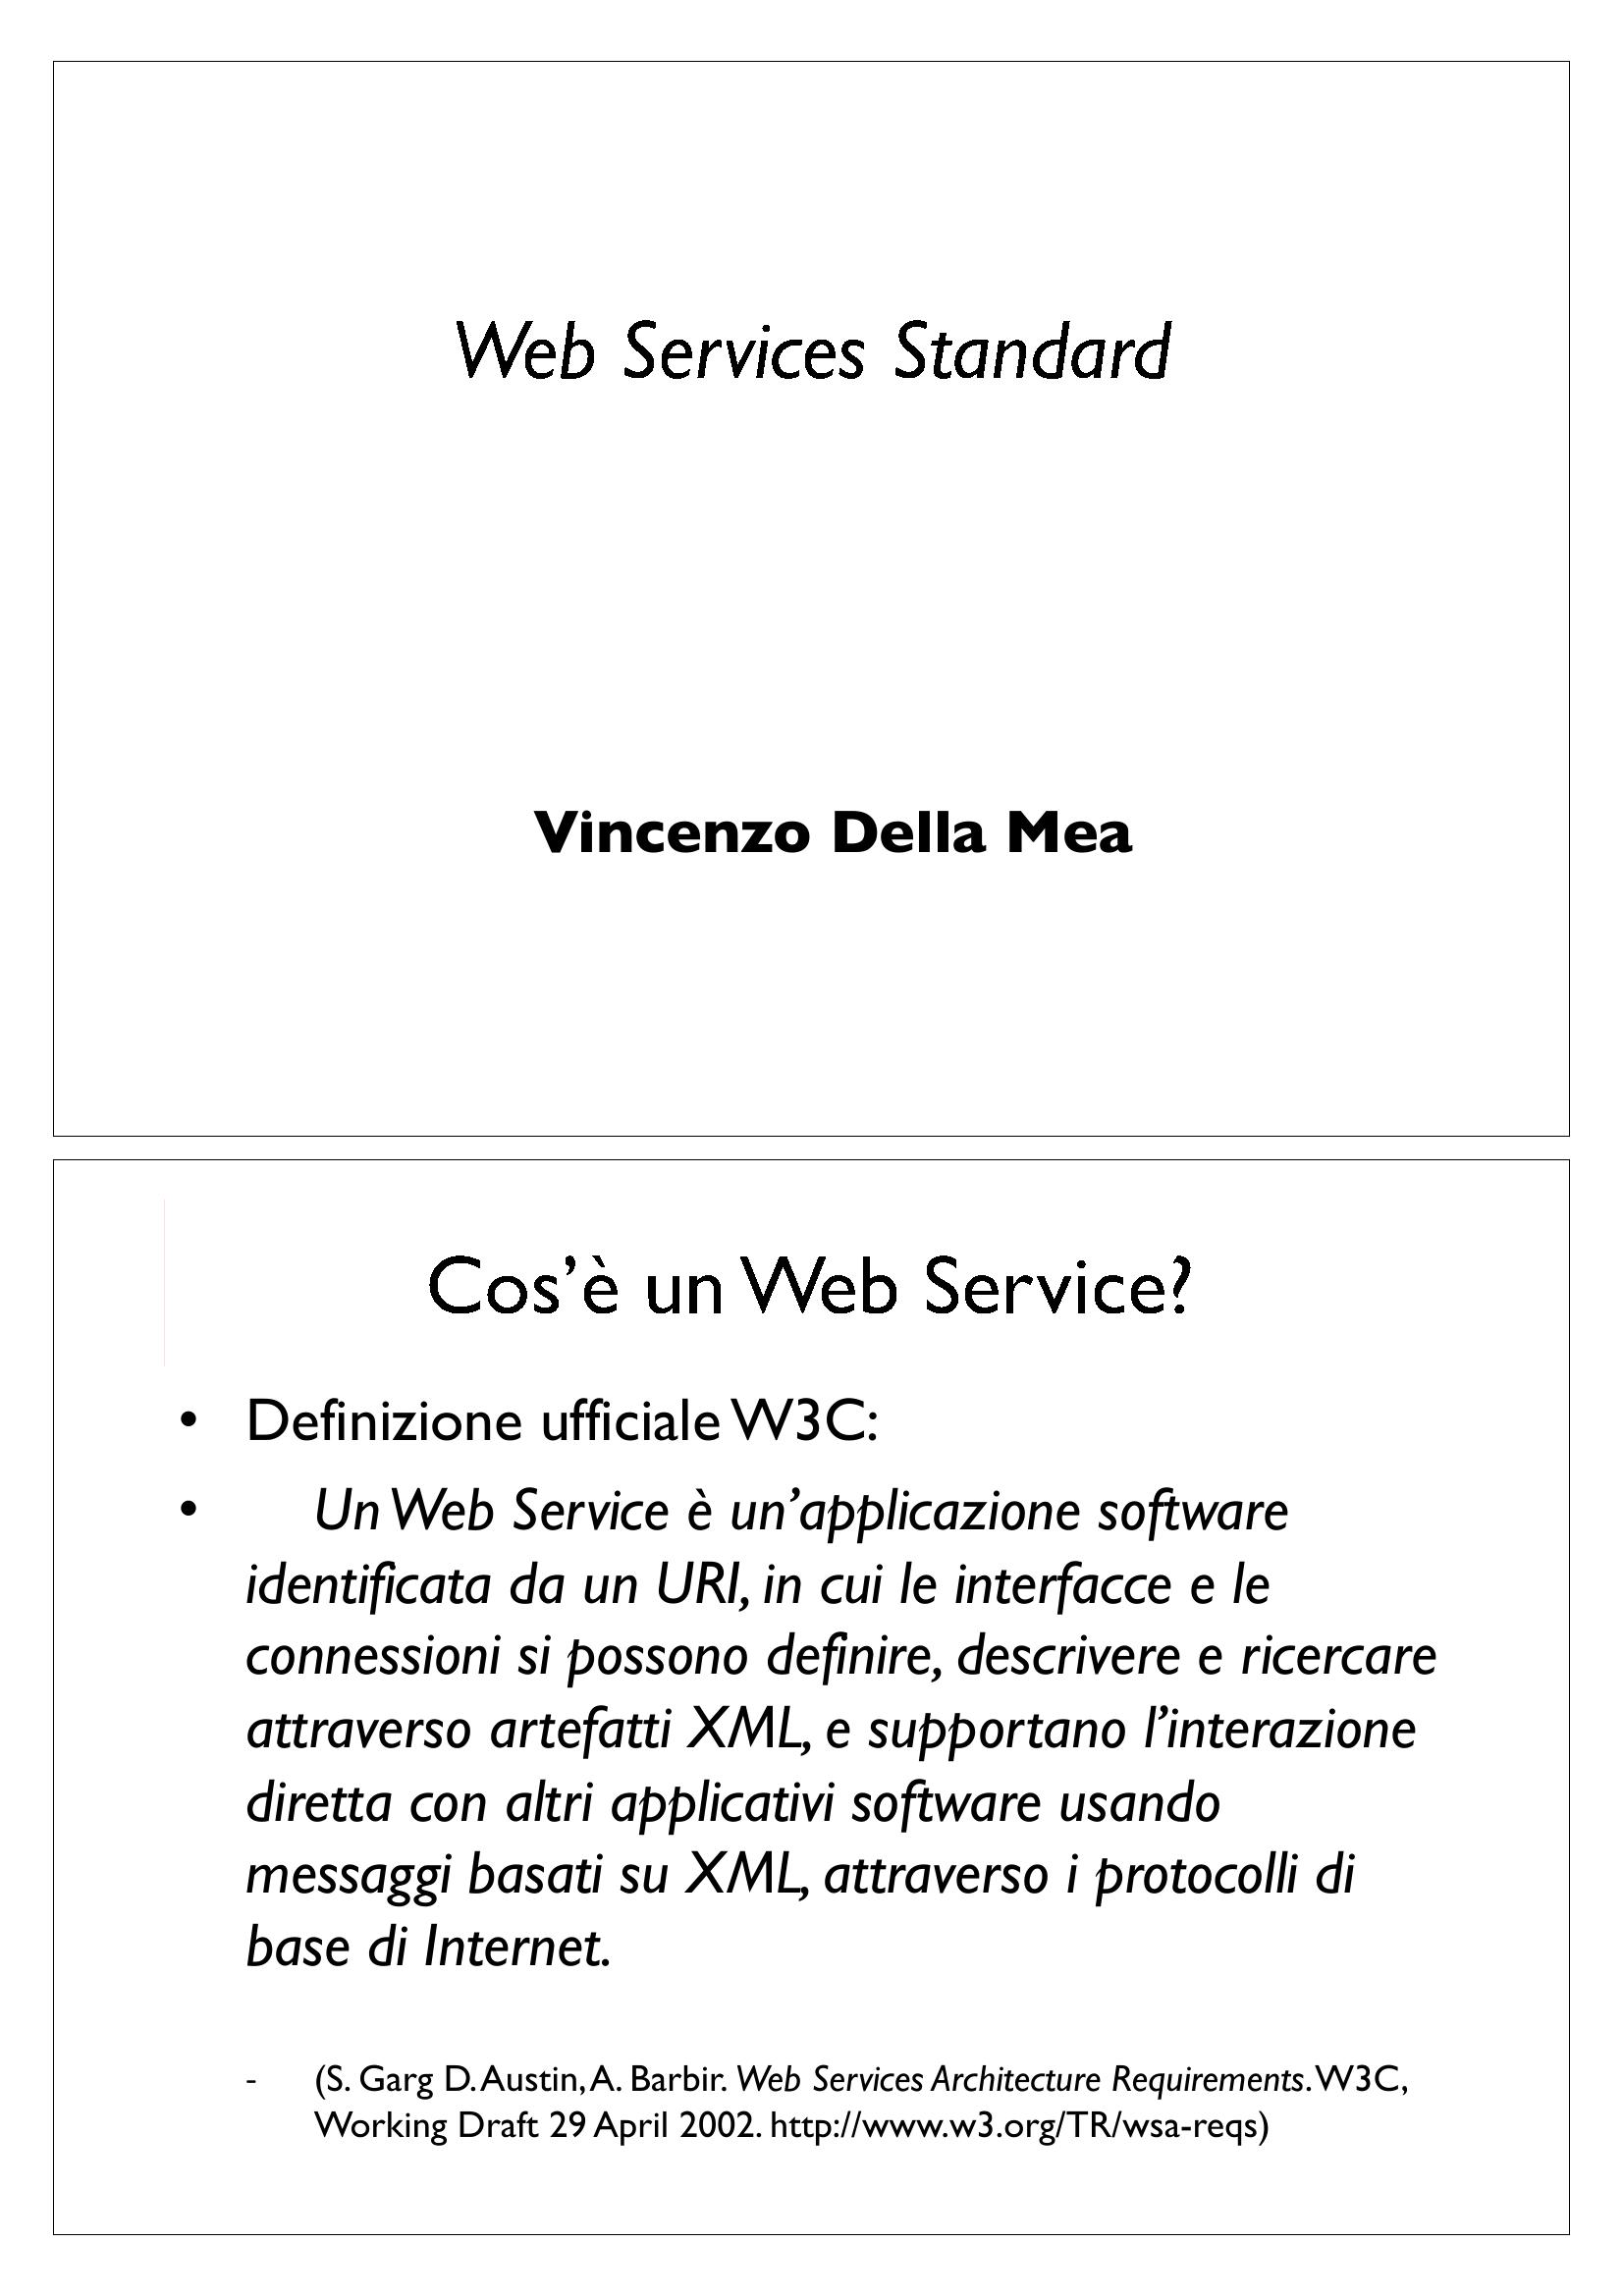 Web Services Standard
Vincenzo Della Mea
Cos’è un Web Service?
• Definizione ufficiale W3C:
• Un Web Service è un’applicazione software
identificata da un URI, in cui le interfacce e le
connessioni si possono definire, descrivere e ricercare
attraverso artefatti XML, e supportano l’interazione
diretta con altri applicativi software usando
messaggi basati su XML, attraverso i protocolli di
base di Internet.
- (S. Garg D. Austin, A. Barbir. Web Services Architecture Requirements. W3C,
Working Draft 29 April 2002. http://www.w3.org/TR/wsa-reqs)